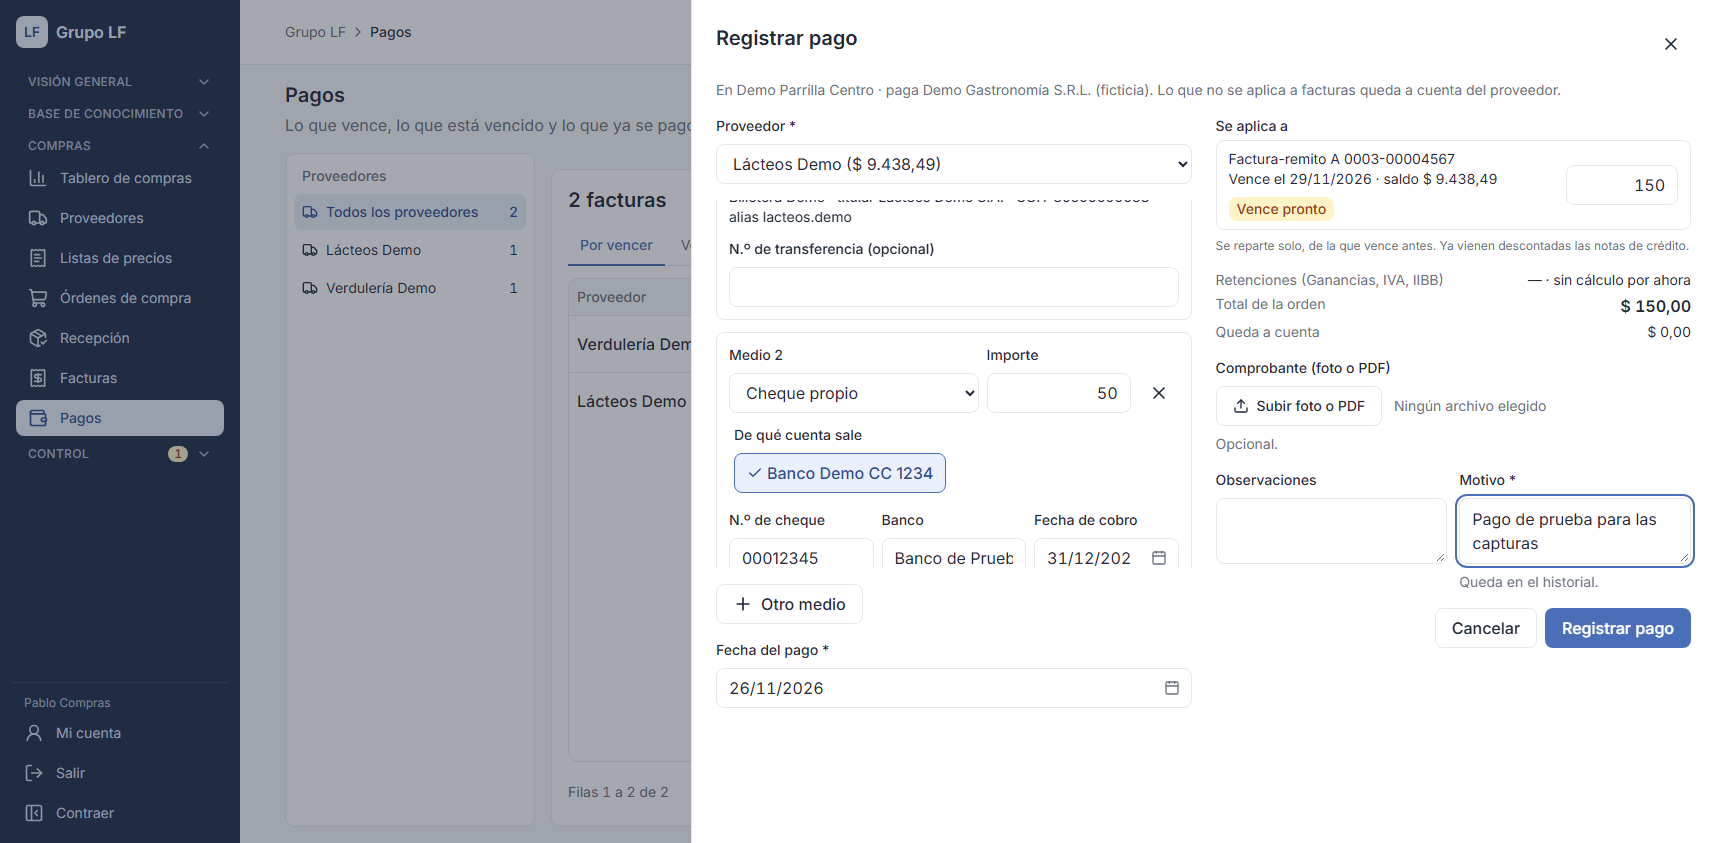 LF Grupo LF
VISIÓN GENERAL
BASE DE CONOCIMIENTO
COMPRAS
Tablero de compras
Proveedores
Listas de precios
Órdenes de compra
Recepción
Facturas
Pagos
CONTROL 1
Pablo Compras
Mi cuenta
Salir
Contraer
Grupo LF > Pagos
Pagos
Lo que vence, lo que está vencido y lo que ya se pagó
Proveedores
Todos los proveedores 2
Lácteos Demo 1
Verdulería Demo 1
2 facturas
Por vencer
Proveedor
Verdulería Dem
Lácteos Demo
Filas 1 a 2 de 2
Registrar pago
En Demo Parrilla Centro · paga Demo Gastronomía S.R.L. (ficticia). Lo que no se aplica a facturas queda a cuenta del proveedor.
Proveedor *
Lácteos Demo ($ 9.438,49)
alias lacteos.demo
N.º de transferencia (opcional)
Medio 2
Importe
Cheque propio
50
De qué cuenta sale
Banco Demo CC 1234
N.º de cheque
Banco
Fecha de cobro
00012345
Banco de Prueb
31/12/202
Otro medio
Fecha del pago *
26/11/2026
Se aplica a
Factura-remito A 0003-00004567
Vence el 29/11/2026 · saldo $ 9.438,49
150
Vence pronto
Se reparte solo, de la que vence antes. Ya vienen descontadas las notas de crédito.
Retenciones (Ganancias, IVA, IIBB) — · sin cálculo por ahora
Total de la orden $ 150,00
Queda a cuenta $ 0,00
Comprobante (foto o PDF)
Subir foto o PDF Ningún archivo elegido
Opcional.
Observaciones
Motivo *
Pago de prueba para las
capturas
Queda en el historial.
Cancelar
Registrar pago